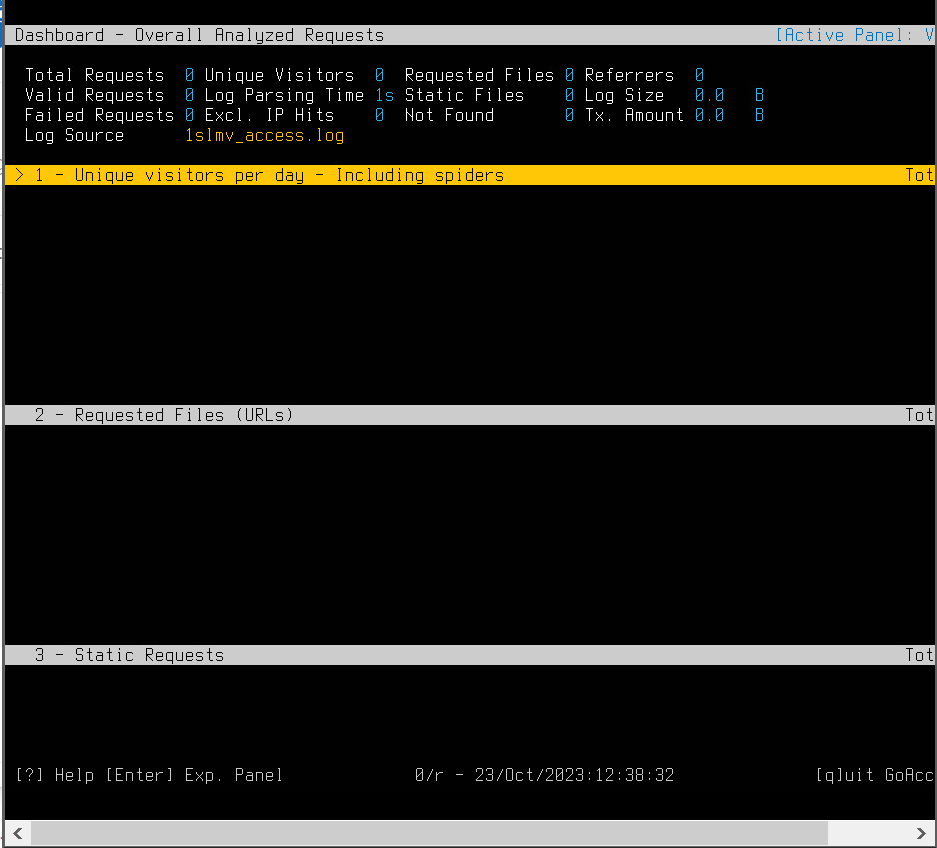 Dashboard - Overall Analyzed Requests [Active Panel: V
Total Requests 0 Unique Visitors 0 Requested Files 0 Referrers 0
Valid Requests 0 Log Parsing Time 1s Static Files 0 Log Size 0.0 B
Failed Requests 0 Excl. IP Hits 0 Not Found 0 Tx. Amount 0.0 B
Log Source 1slmv_access.log
> 1 - Unique visitors per day - Including spiders Tot
2 - Requested Files (URLs) Tot
3 - Static Requests Tot
[?] Help [Enter] Exp. Panel 0/r - 23/Oct/2023:12:38:32 [q]uit GoAcc